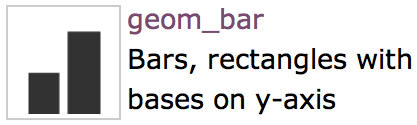 geom_bar
Bars, rectangles with
bases on y-axis